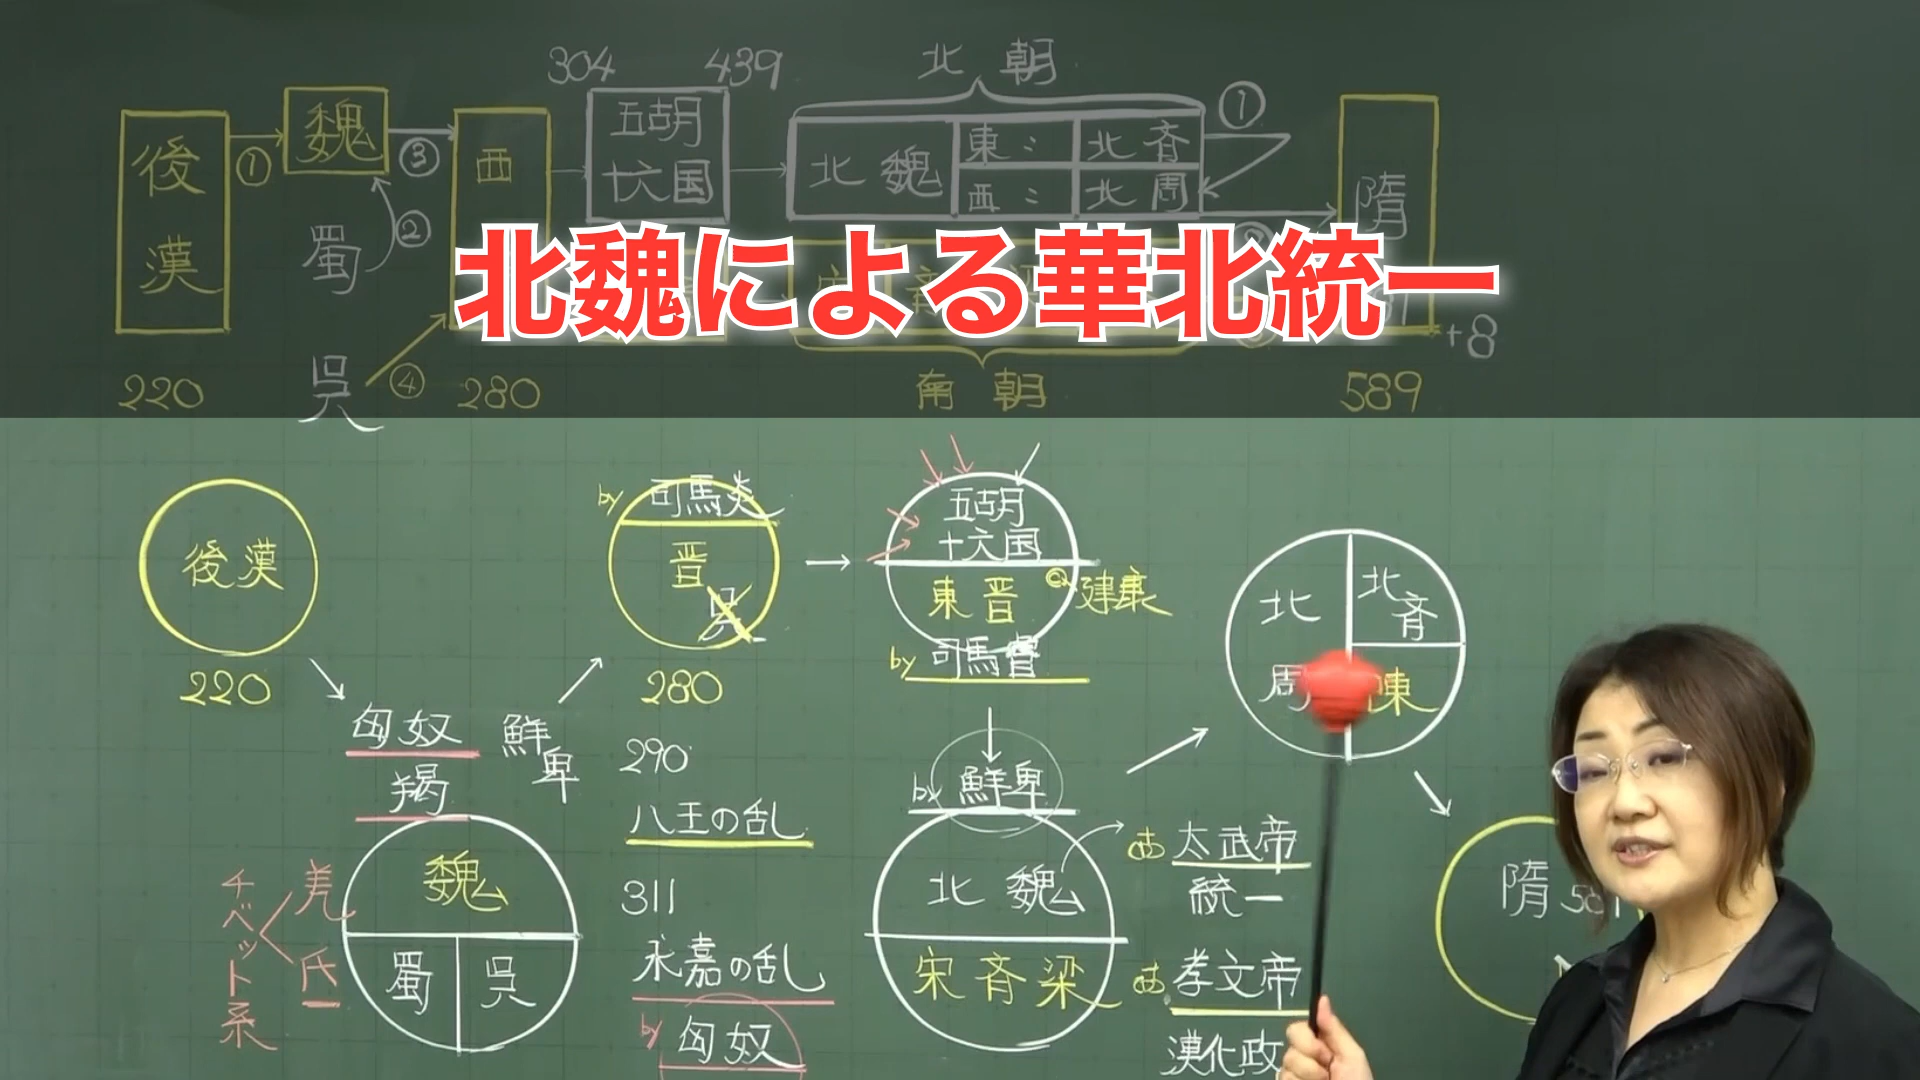 304 439 北朝
後漢 ① 魏 ③ 西 五胡十六国 北魏 東〃 北斉 ① 隋
西〃 北周
蜀 ②
北魏による華北統一
+8
220 呉 ④ 280 南朝 589
後漢
220
by 司馬炎
晋
呉
280
五胡
十六国
東晋 ◎建康
by 司馬睿
北周
北斉
陳
匈奴
羯
鮮卑
チベット系
羌
氐
魏
蜀 呉
290
八王の乱
311
永嘉の乱
by 匈奴
by 鮮卑
北魏
宋斉梁
太武帝
統一
孝文帝
漢化政
隋